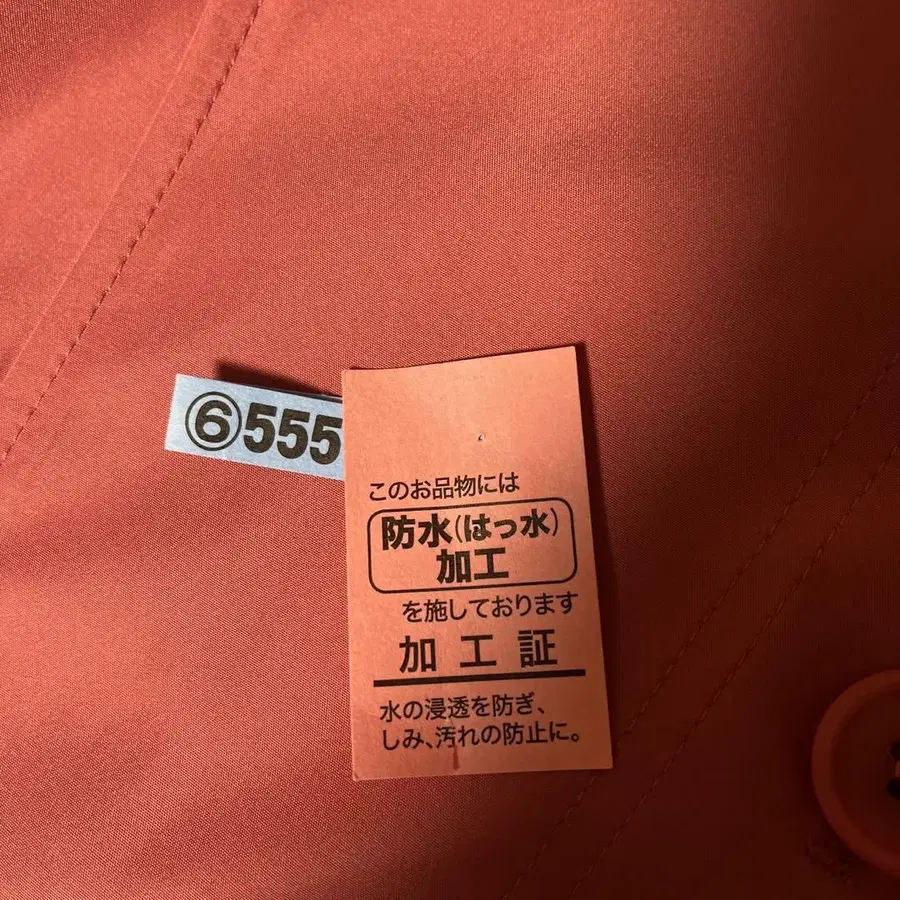 ⑥555
このお品物には
防水(はっ水)
加工
を施しております
加工証
水の浸透を防ぎ、
しみ、汚れの防止に。